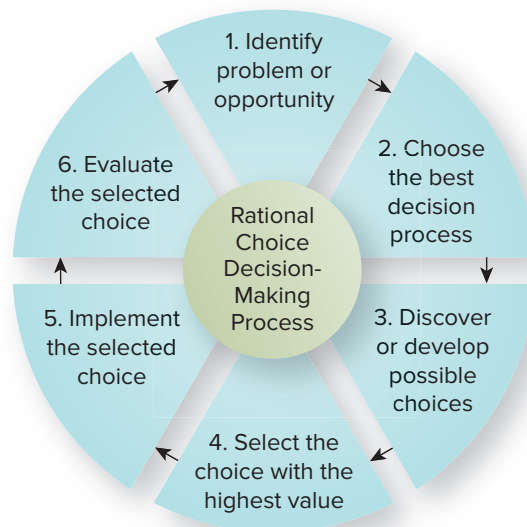 1. Identify
problem or
opportunity
2. Choose
the best
decision
process
3. Discover
or develop
possible
choices
4. Select the
choice with the
highest value
5. Implement
the selected
choice
6. Evaluate
the selected
choice
Rational
Choice
Decision-
Making
Process